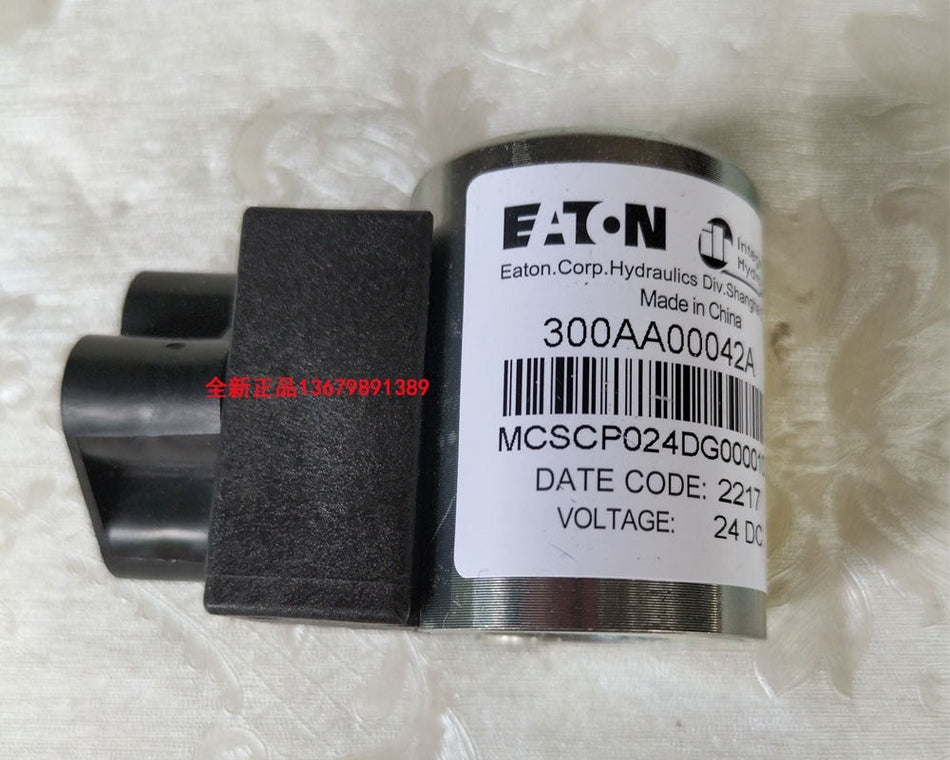 EATON
Eaton.Corp.Hydraulics Div.Shangha
Made in China
300AA00042A
MCSCP024DG00001
DATE CODE: 2217
VOLTAGE: 24 DC
全新正品13679891389